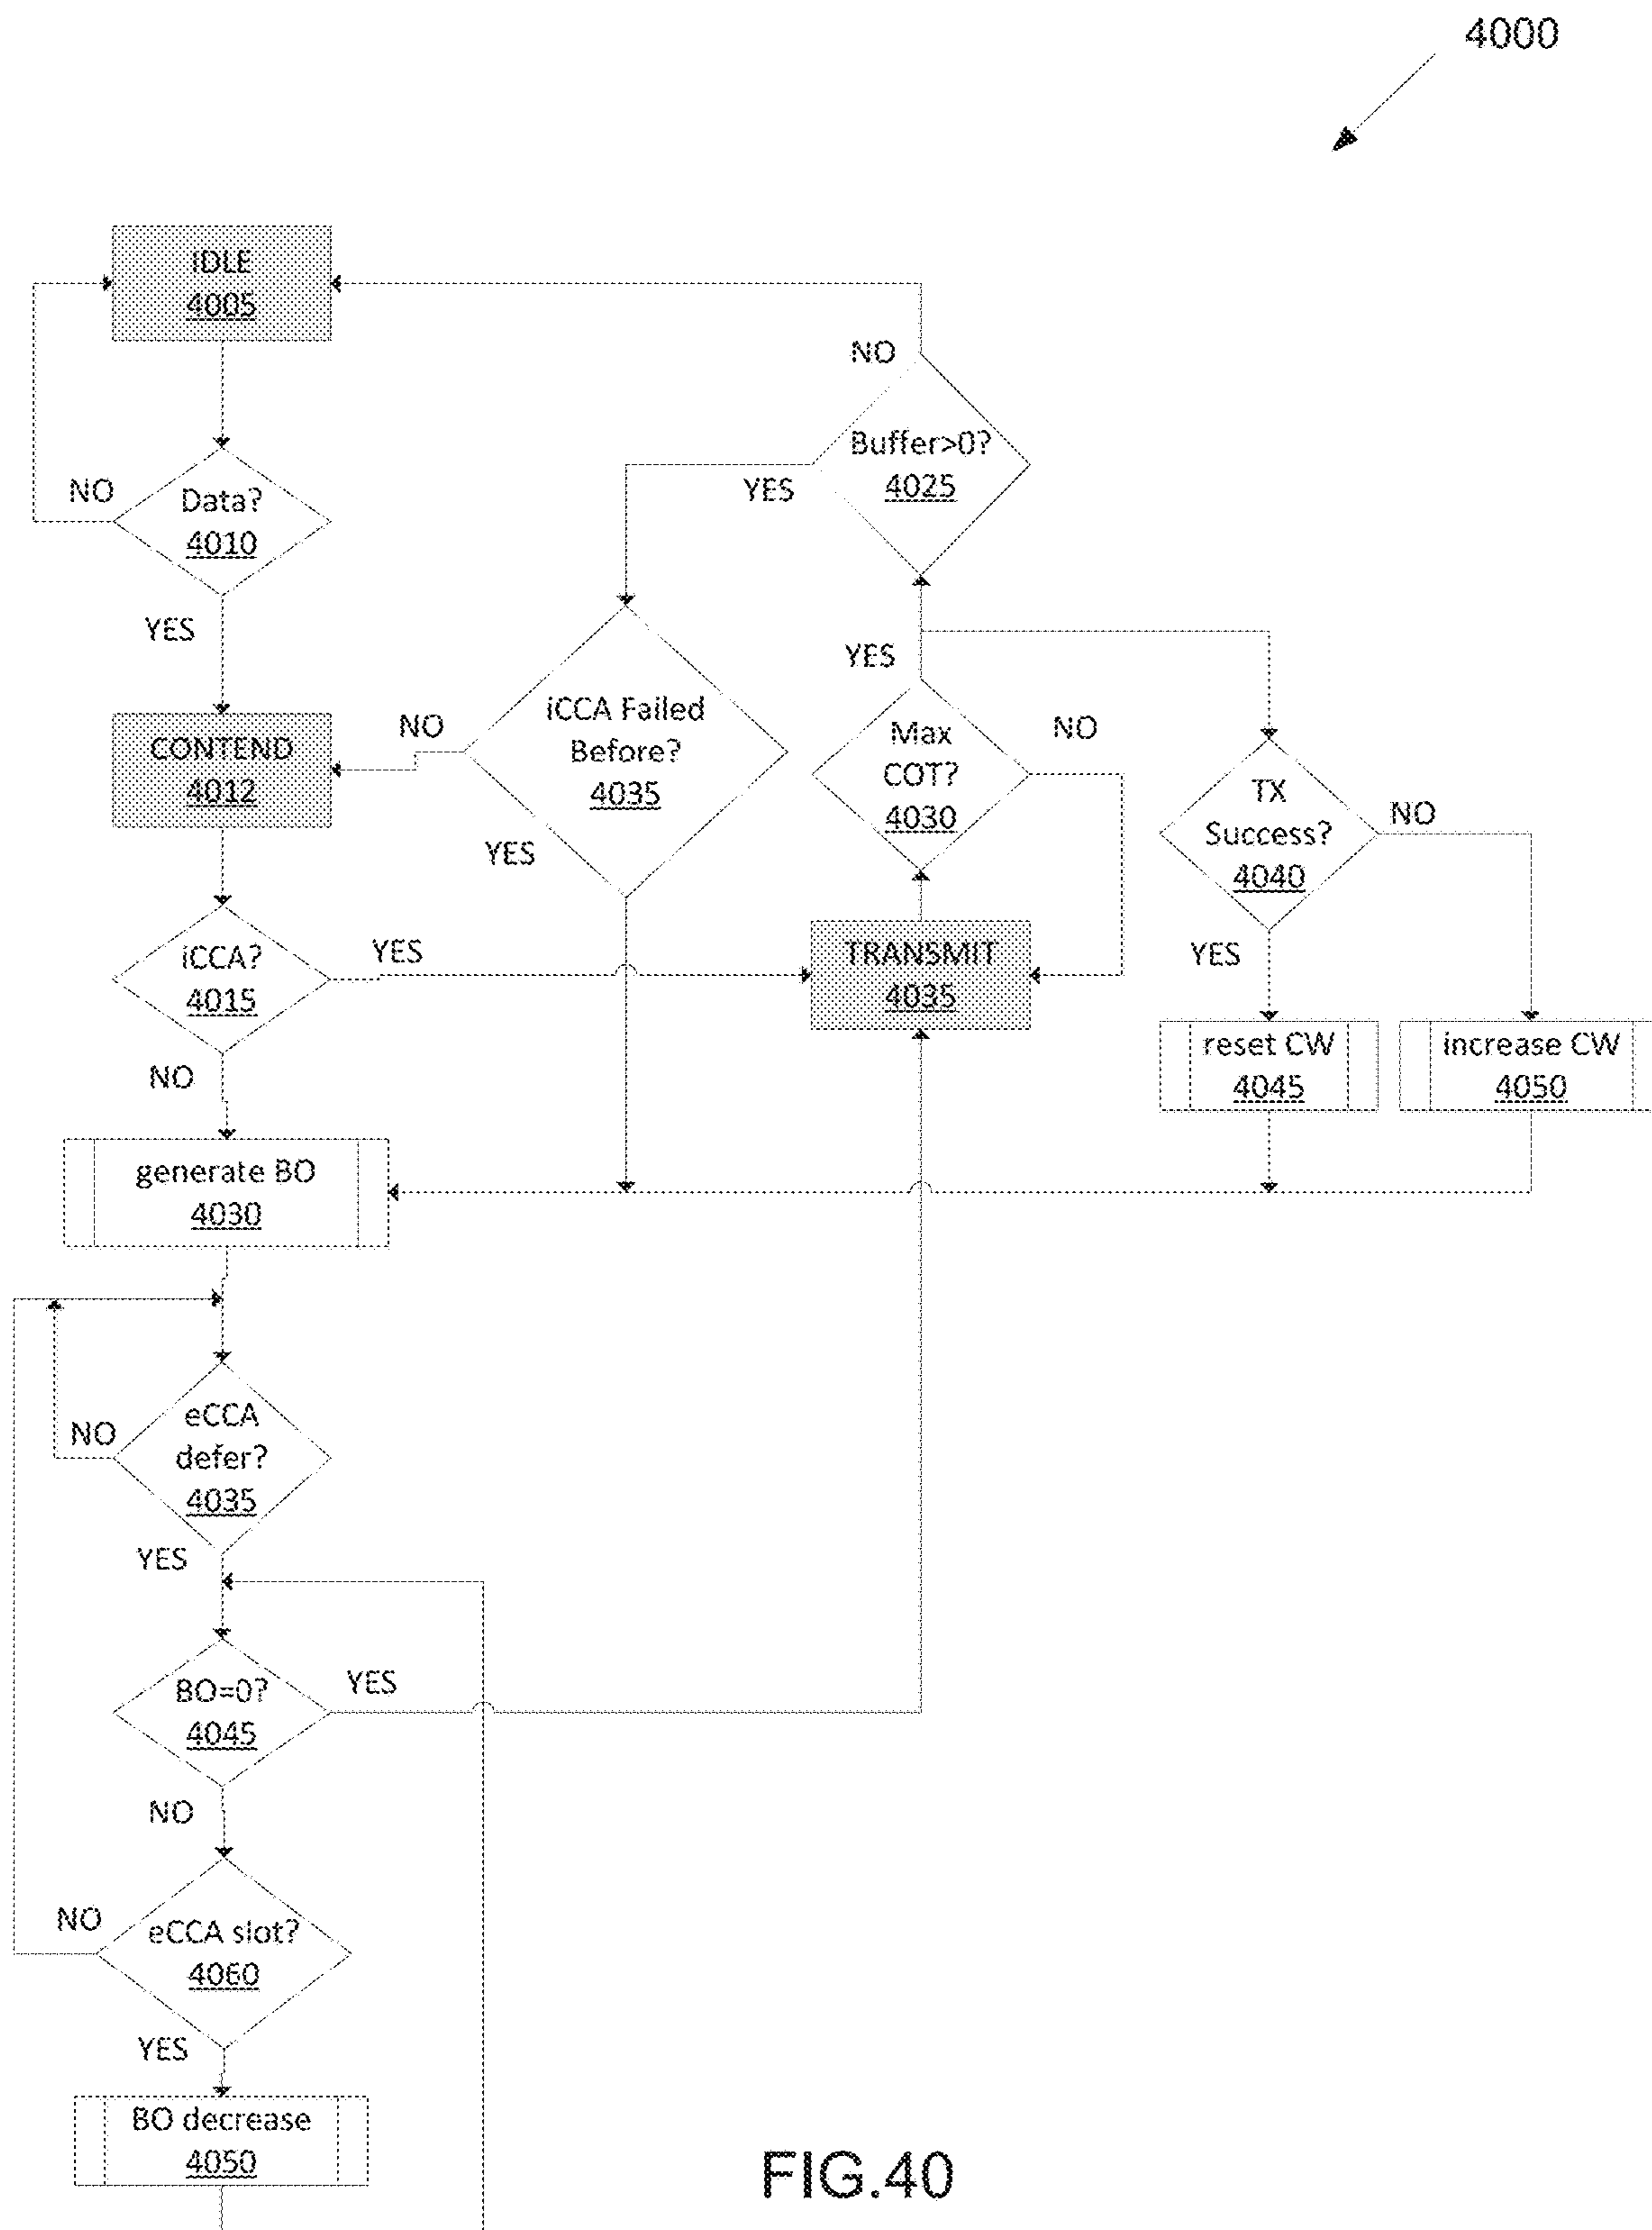 4000
IDLE
4005
NO
Data?
4010
YES
CONTEND
4012
iCCA?
4015
YES
NO
generate BO
4030
eCCA
defer?
4035
NO
YES
BO=0?
4045
YES
NO
eCCA slot?
4060
NO
YES
BO decrease
4050
NO
Buffer>0?
4025
YES
iCCA Failed
Before?
4035
NO
YES
YES
Max
COT?
4030
NO
TRANSMIT
4035
TX
Success?
4040
NO
YES
reset CW
4045
increase CW
4050
FIG.40